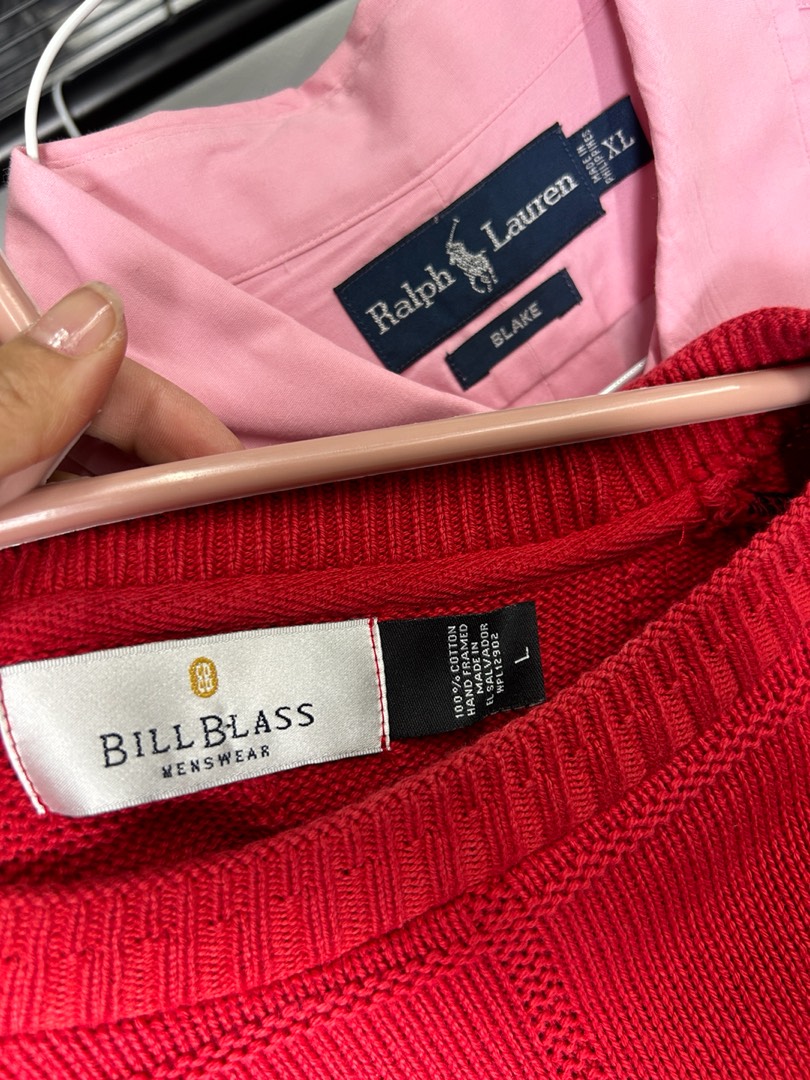 Ralph Lauren
MADE IN
PHILIPPINES
XL
BLAKE
BB
BILL BLASS
MENSWEAR
100% COTTON
HAND FRAMED
MADE IN
EL SALVADOR
WPL12902
L